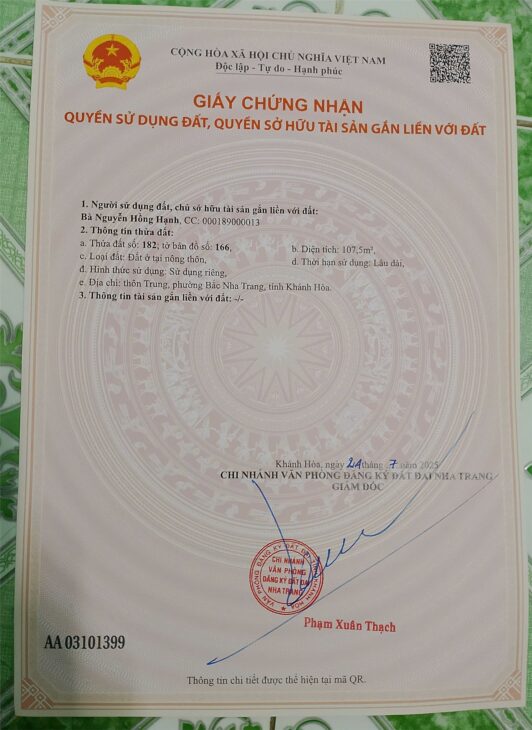 CỘNG HÒA XÃ HỘI CHỦ NGHĨA VIỆT NAM
Độc lập - Tự do - Hạnh phúc
GIẤY CHỨNG NHẬN
QUYỀN SỬ DỤNG ĐẤT, QUYỀN SỞ HỮU TÀI SẢN GẮN LIỀN VỚI ĐẤT
1. Người sử dụng đất, chủ sở hữu tài sản gắn liền với đất:
Bà Nguyễn Hồng Hạnh, CC: 000189000013
2. Thông tin thửa đất:
a. Thửa đất số: 182; tờ bản đồ số: 166, b. Diện tích: 107,5m²,
c. Loại đất: Đất ở tại nông thôn, d. Thời hạn sử dụng: Lâu dài,
đ. Hình thức sử dụng: Sử dụng riêng,
e. Địa chỉ: thôn Trung, phường Bắc Nha Trang, tỉnh Khánh Hòa.
3. Thông tin tài sản gắn liền với đất: -/-
Khánh Hòa, ngày 21 tháng 7 năm 2025
CHI NHÁNH VĂN PHÒNG ĐĂNG KÝ ĐẤT ĐAI NHA TRANG
GIÁM ĐỐC
CHI NHÁNH
VĂN PHÒNG
ĐĂNG KÝ ĐẤT ĐAI
NHA TRANG
Phạm Xuân Thạch
AA 03101399
Thông tin chi tiết được thể hiện tại mã QR.